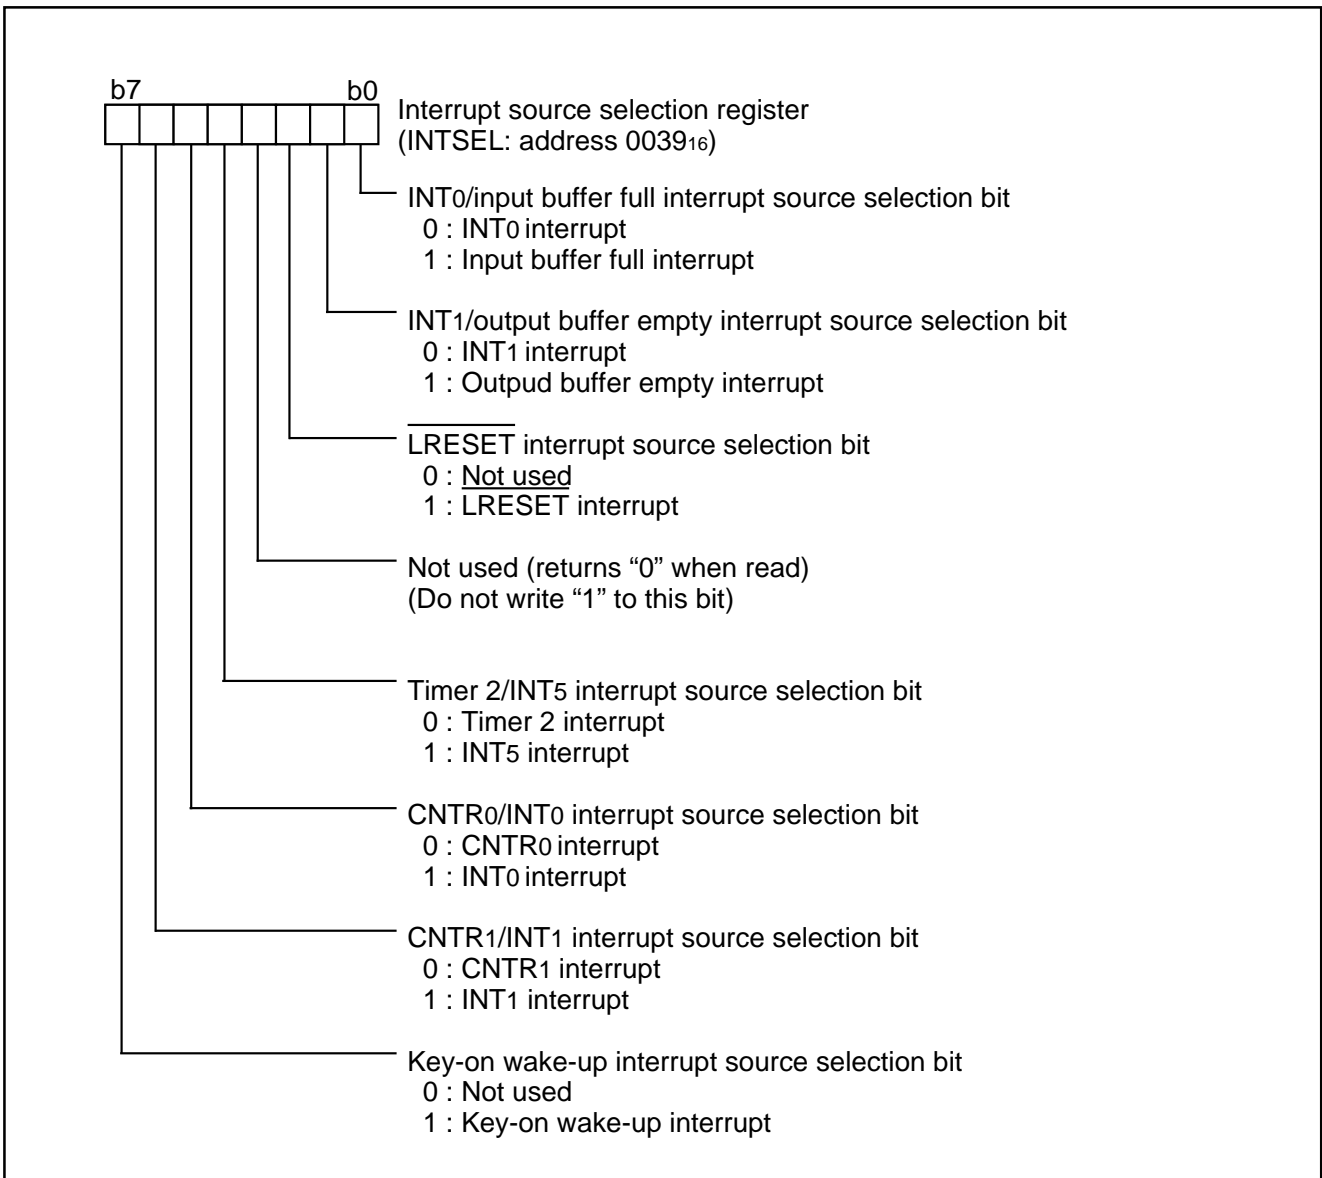 b7 b0
Interrupt source selection register
(INTSEL: address 003916)
INT0/input buffer full interrupt source selection bit
0 : INT0 interrupt
1 : Input buffer full interrupt
INT1/output buffer empty interrupt source selection bit
0 : INT1 interrupt
1 : Outpud buffer empty interrupt
LRESET interrupt source selection bit
0 : Not used
1 : LRESET interrupt
Not used (returns “0” when read)
(Do not write “1” to this bit)
Timer 2/INT5 interrupt source selection bit
0 : Timer 2 interrupt
1 : INT5 interrupt
CNTR0/INT0 interrupt source selection bit
0 : CNTR0 interrupt
1 : INT0 interrupt
CNTR1/INT1 interrupt source selection bit
0 : CNTR1 interrupt
1 : INT1 interrupt
Key-on wake-up interrupt source selection bit
0 : Not used
1 : Key-on wake-up interrupt